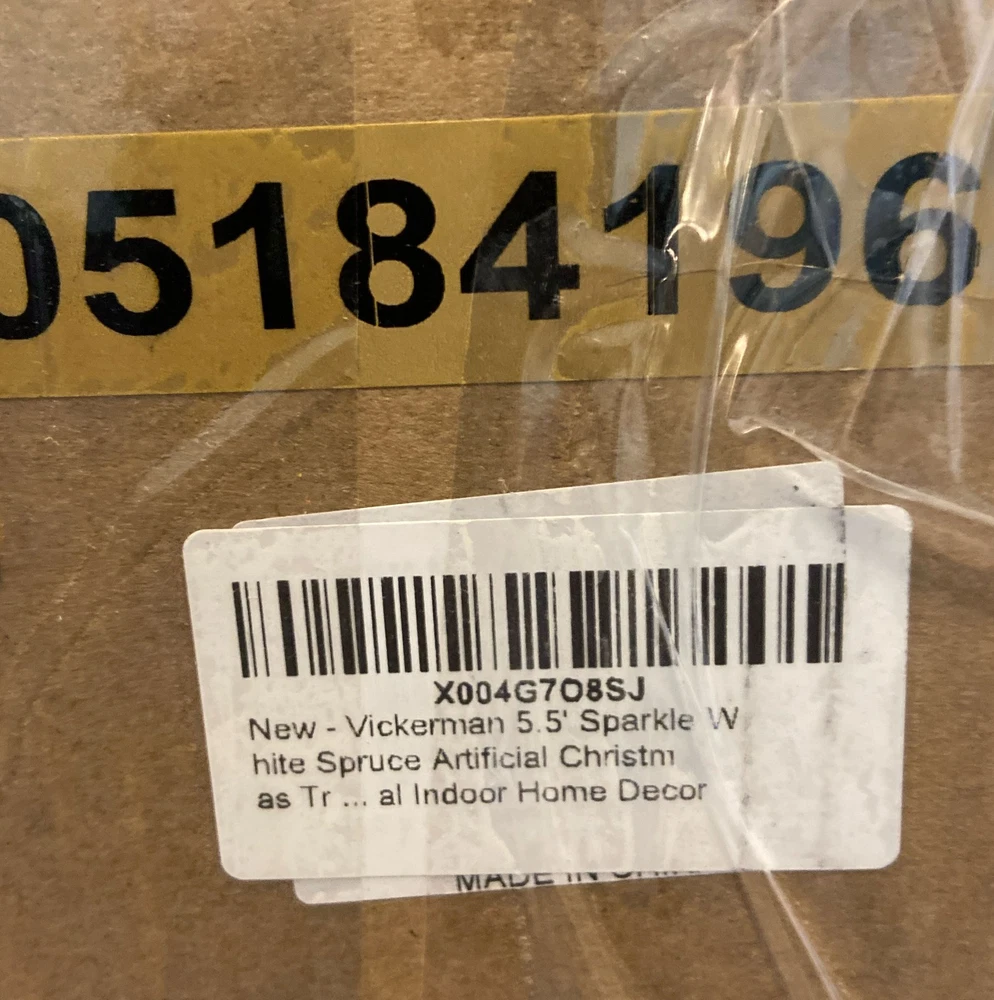 05184196
X004G7O8SJ
New - Vickerman 5.5' Sparkle W
hite Spruce Artificial Christm
as Tr ... al Indoor Home Decor
MADE IN CHINA